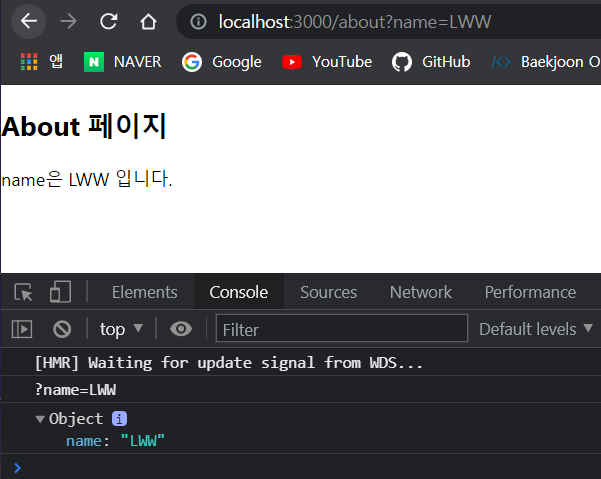 localhost:3000/about?name=LWW
앱 NAVER Google YouTube GitHub Baekjoon O
About 페이지
name은 LWW 입니다.
Elements Console Sources Network Performance
top ▼ Filter Default levels ▼
[HMR] Waiting for update signal from WDS...
?name=LWW
▼Object i
name: "LWW"
>